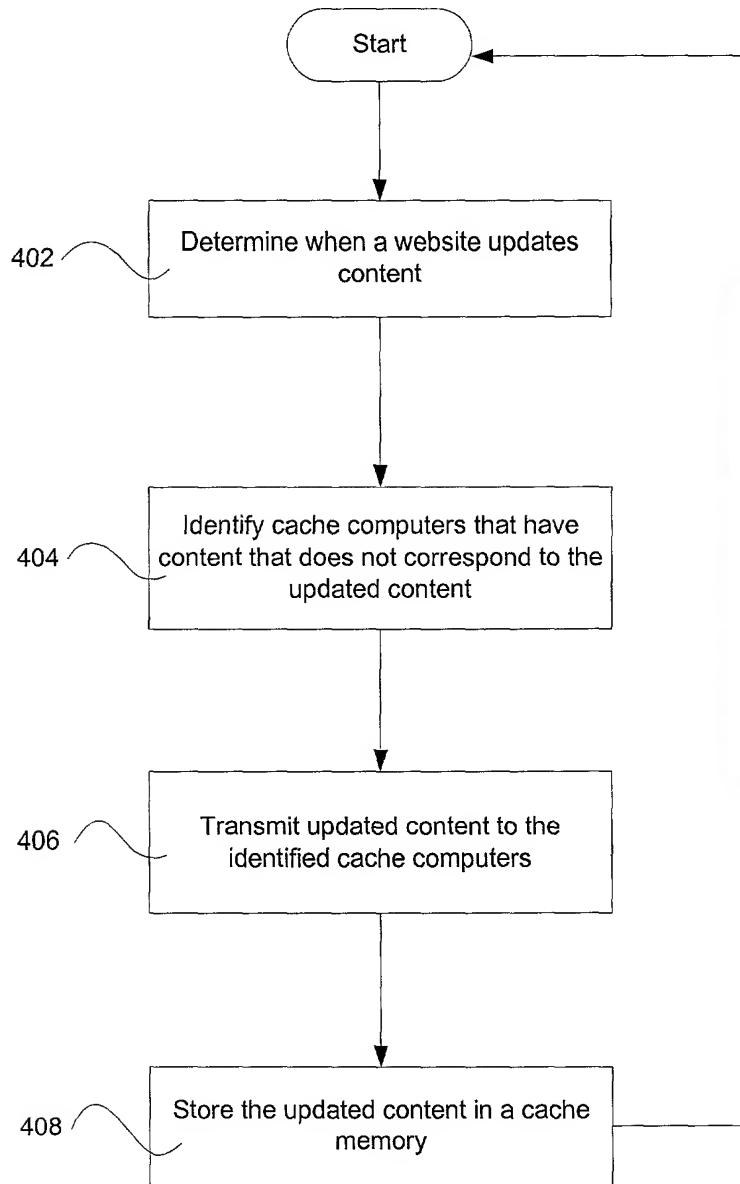 Start
402
Determine when a website updates
content
404
Identify cache computers that have
content that does not correspond to the
updated content
406
Transmit updated content to the
identified cache computers
408
Store the updated content in a cache
memory